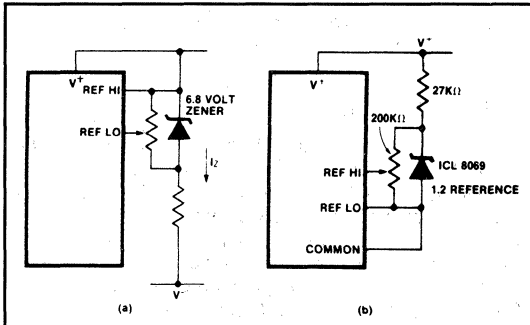 V+
REF HI
REF LO
6.8 VOLT
ZENER
I2
V-
(a)
V+
V+
27KΩ
200KΩ
REF HI
REF LO
COMMON
ICL 8069
1.2 REFERENCE
(b)